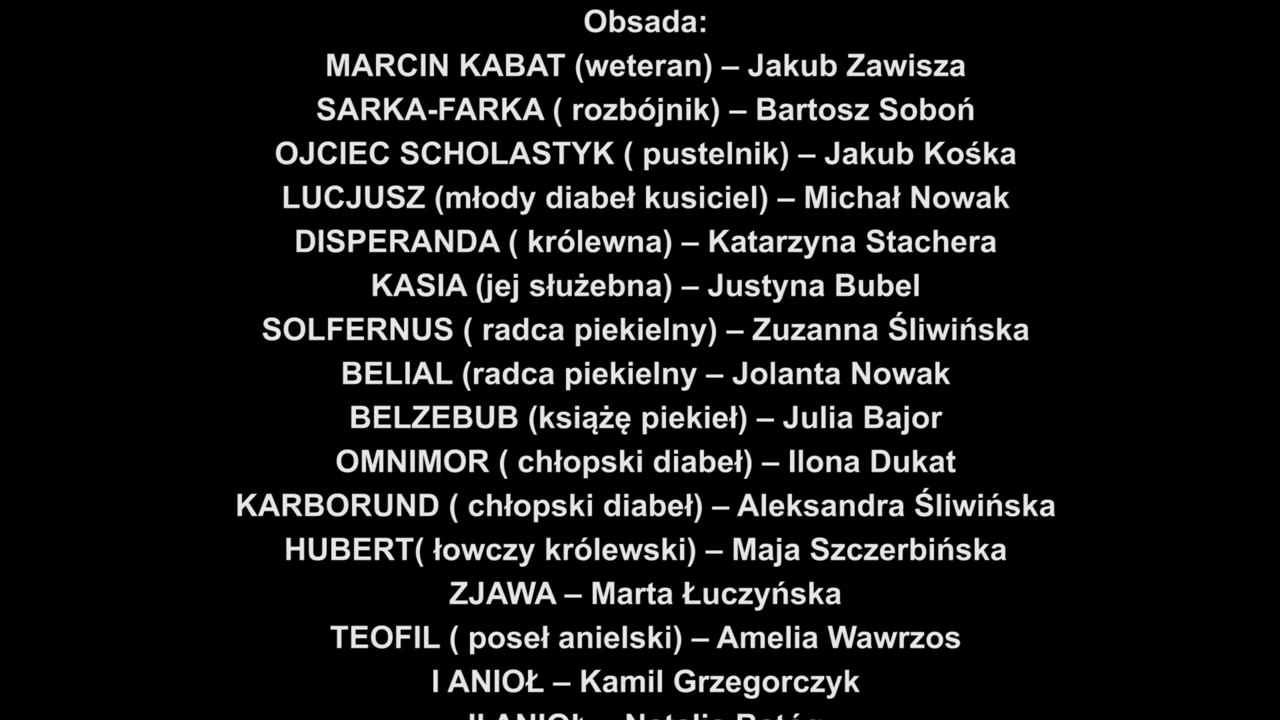 Obsada:
MARCIN KABAT (weteran) – Jakub Zawisza
SARKA-FARKA ( rozbójnik) – Bartosz Soboń
OJCIEC SCHOLASTYK ( pustelnik) – Jakub Kośka
LUCJUSZ (młody diabeł kusiciel) – Michał Nowak
DISPERANDA ( królewna) – Katarzyna Stachera
KASIA (jej służebna) – Justyna Bubel
SOLFERNUS ( radca piekielny) – Zuzanna Śliwińska
BELIAL (radca piekielny – Jolanta Nowak
BELZEBUB (książę piekieł) – Julia Bajor
OMNIMOR ( chłopski diabeł) – Ilona Dukat
KARBORUND ( chłopski diabeł) – Aleksandra Śliwińska
HUBERT( łowczy królewski) – Maja Szczerbińska
ZJAWA – Marta Łuczyńska
TEOFIL ( poseł anielski) – Amelia Wawrzos
I ANIOŁ – Kamil Grzegorczyk
II ANIOŁ – Natalia